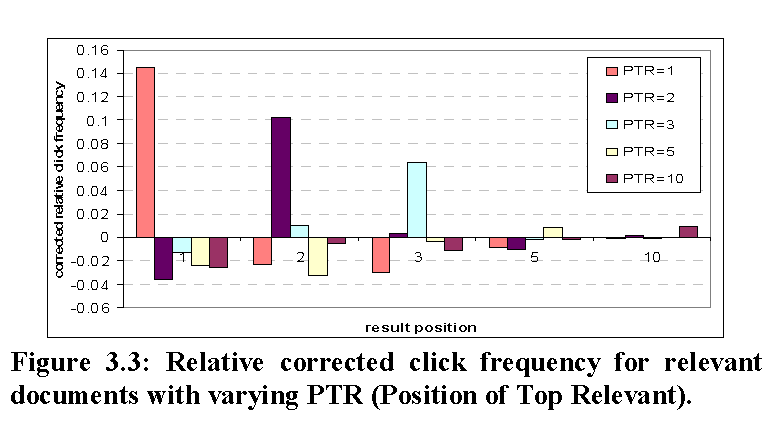 0.16
0.14
0.12
0.1
0.08
0.06
0.04
0.02
0
-0.02
-0.04
-0.06
corrected relative click frequency
1 2 3 5 10
result position
PTR=1
PTR=2
PTR=3
PTR=5
PTR=10
Figure 3.3: Relative corrected click frequency for relevant
documents with varying PTR (Position of Top Relevant).